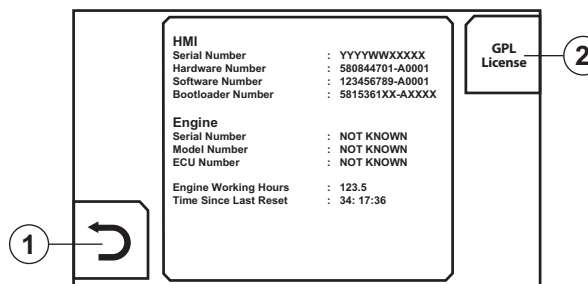 HMI
Serial Number : YYYYWWXXXXX
Hardware Number : 580844701-A0001
Software Number : 123456789-A0001
Bootloader Number : 5815361XX-AXXXX
Engine
Serial Number : NOT KNOWN
Model Number : NOT KNOWN
ECU Number : NOT KNOWN
Engine Working Hours : 123.5
Time Since Last Reset : 34: 17:36
GPL
License
2
1